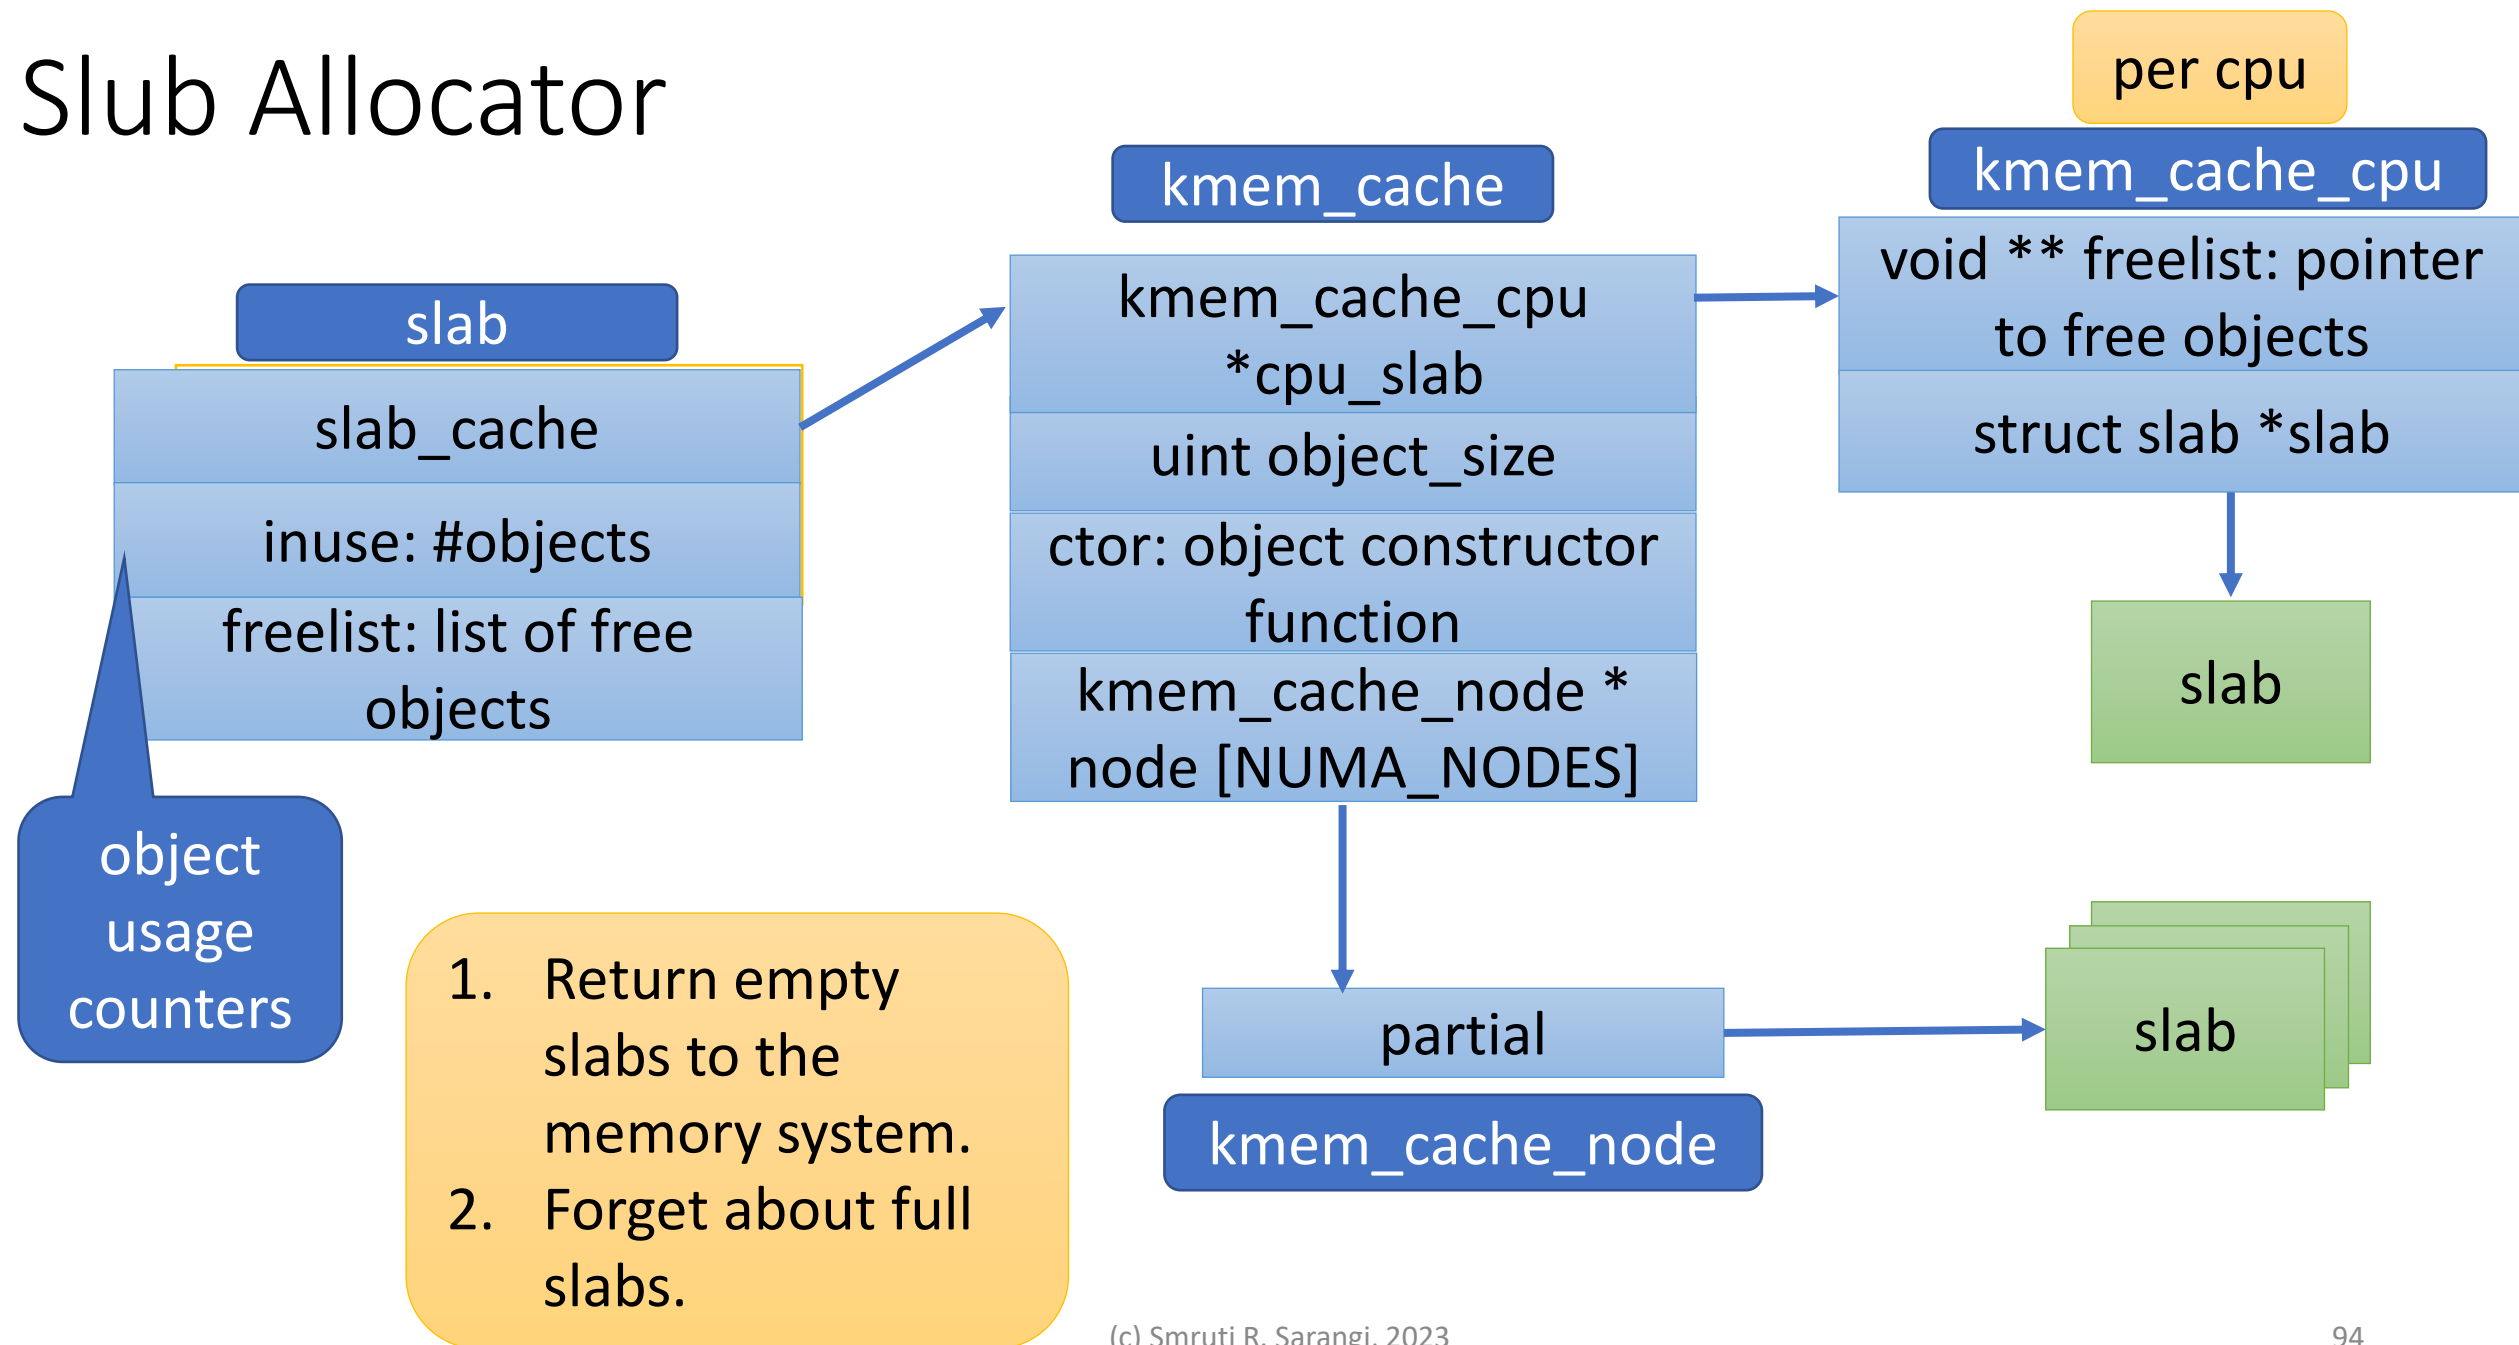 Slub Allocator
per cpu
kmem_cache_cpu
void ** freelist: pointer
to free objects
struct slab *slab
slab
kmem_cache
kmem_cache_cpu
*cpu_slab
uint object_size
ctor: object constructor
function
kmem_cache_node *
node [NUMA_NODES]
slab
slab_cache
inuse: #objects
freelist: list of free
objects
object
usage
counters
1. Return empty
slabs to the
memory system.
2. Forget about full
slabs.
partial
kmem_cache_node
slab
(c) Smruti R. Sarangi, 2023
94